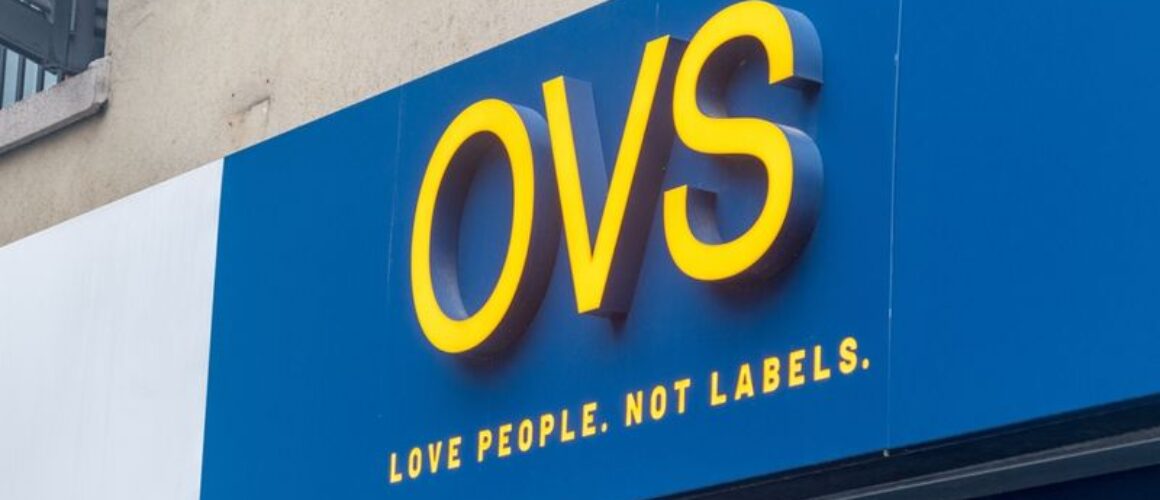 OVS
LOVE PEOPLE. NOT LABELS.